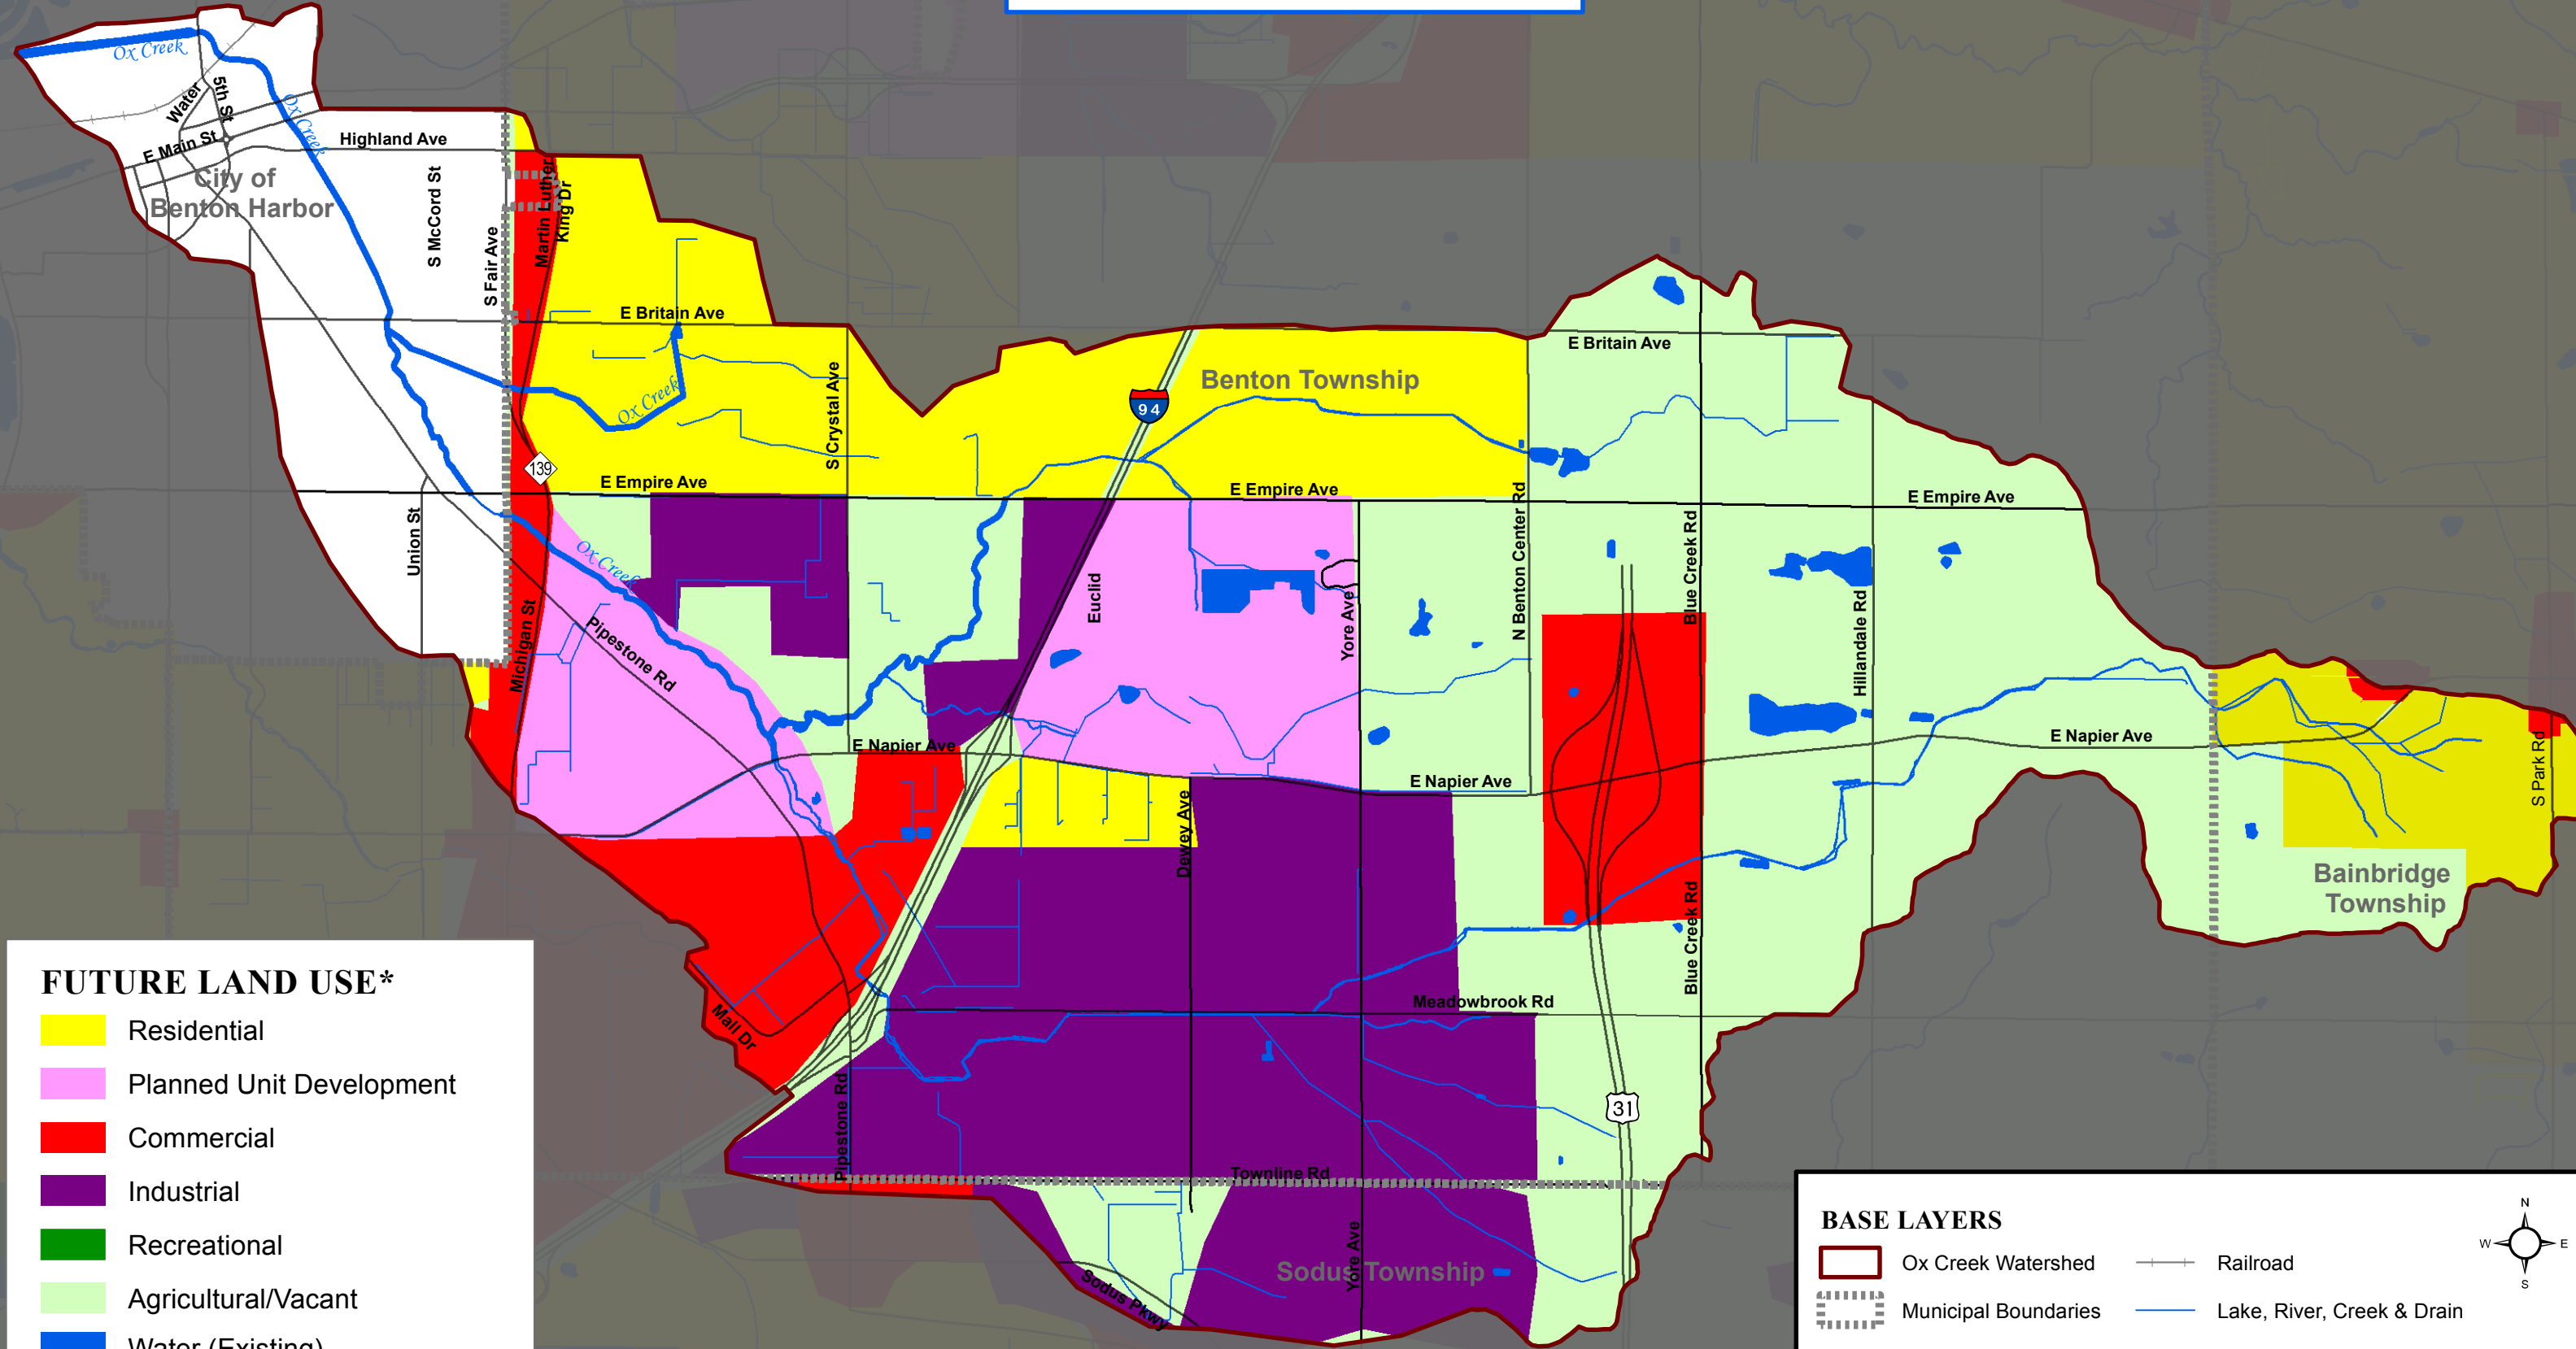 Ox Creek
Water
5th St
Ox Creek
E Main St
Highland Ave
City of
Benton Harbor
S McCord St
S Fair Ave
Martin Luther
King Dr
E Britain Ave
E Britain Ave
Benton Township
94
S Crystal Ave
Ox Creek
139
E Empire Ave
E Empire Ave
E Empire Ave
N Benton Center Rd
Blue Creek Rd
Union St
Ox Creek
Euclid
Yore Ave
Hillandale Rd
Michigan St
Pipestone Rd
E Napier Ave
E Napier Ave
E Napier Ave
S Park Rd
Dewey Ave
Bainbridge
Township
Blue Creek Rd
Meadowbrook Rd
Mall Dr
31
Pipestone Rd
Townline Rd
Yore Ave
Sodus Township
Sodus Pkwy
FUTURE LAND USE*
Residential
Planned Unit Development
Commercial
Industrial
Recreational
Agricultural/Vacant
Water (Existing)
BASE LAYERS
Ox Creek Watershed
Railroad
Municipal Boundaries
Lake, River, Creek & Drain
N
W
E
S